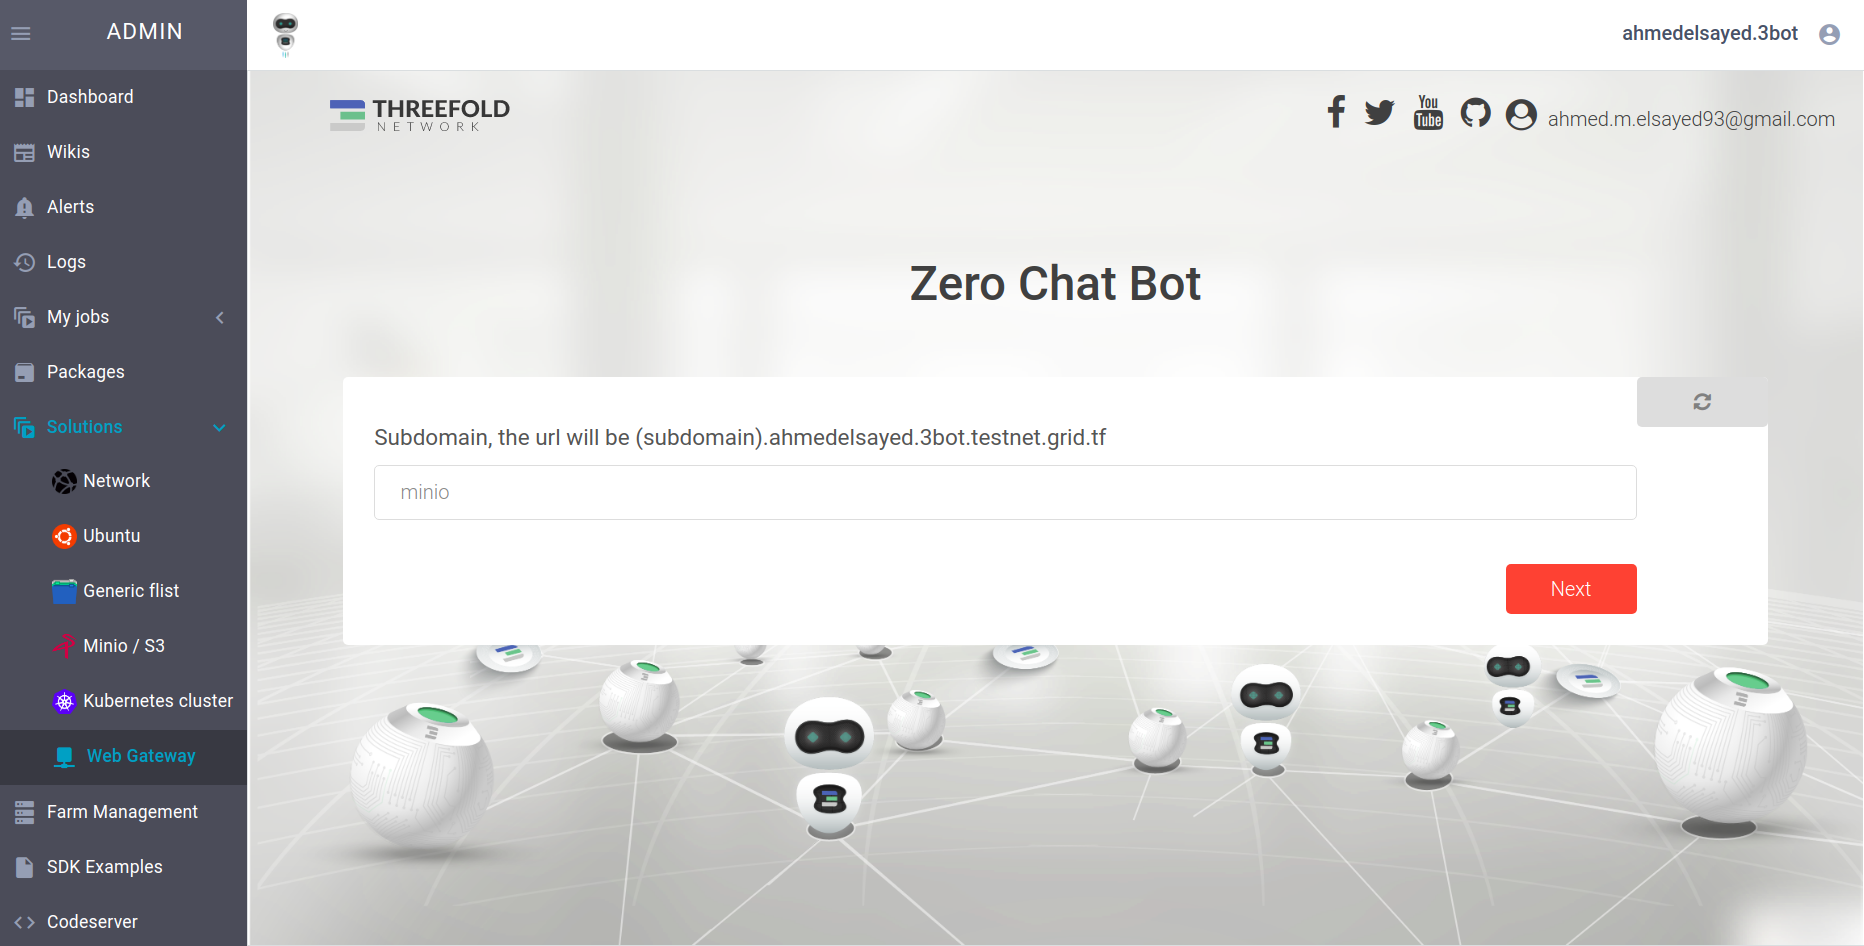 ADMIN
ahmedelsayed.3bot
Dashboard
Wikis
Alerts
Logs
My jobs
Packages
Solutions
Network
Ubuntu
Generic flist
Minio / S3
Kubernetes cluster
Web Gateway
Farm Management
SDK Examples
Codeserver
THREEFOLD
NETWORK
You
Tube
ahmed.m.elsayed93@gmail.com
Zero Chat Bot
Subdomain, the url will be (subdomain).ahmedelsayed.3bot.testnet.grid.tf
minio
Next